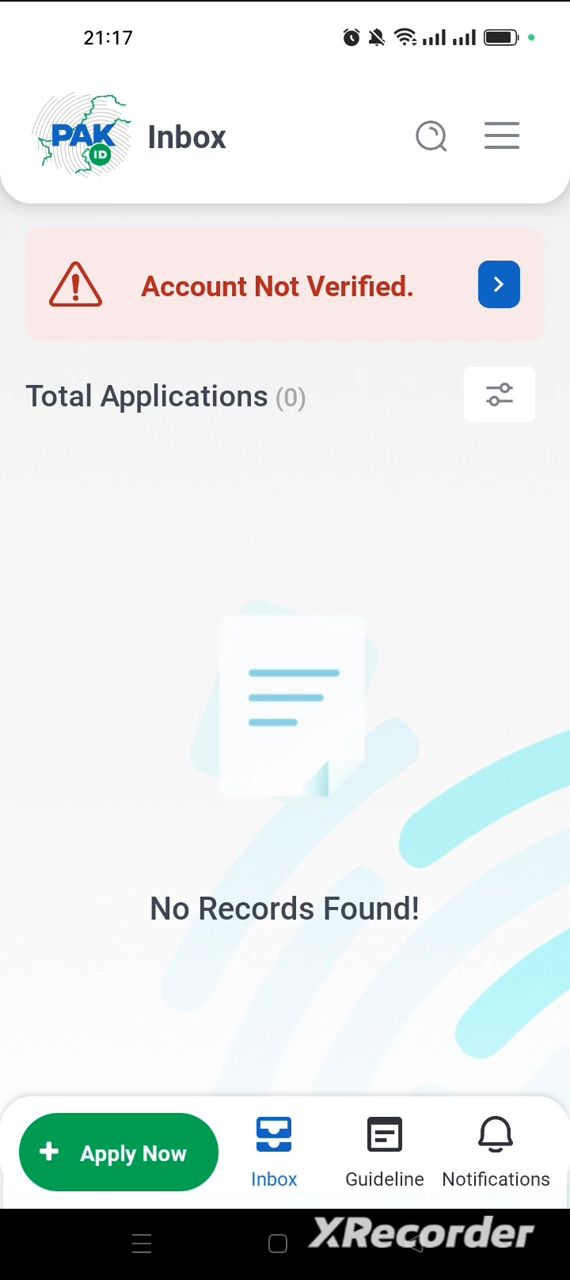 21:17
PAK
ID
Inbox
Account Not Verified.
Total Applications (0)
No Records Found!
+ Apply Now
Inbox
Guideline
Notifications
XRecorder